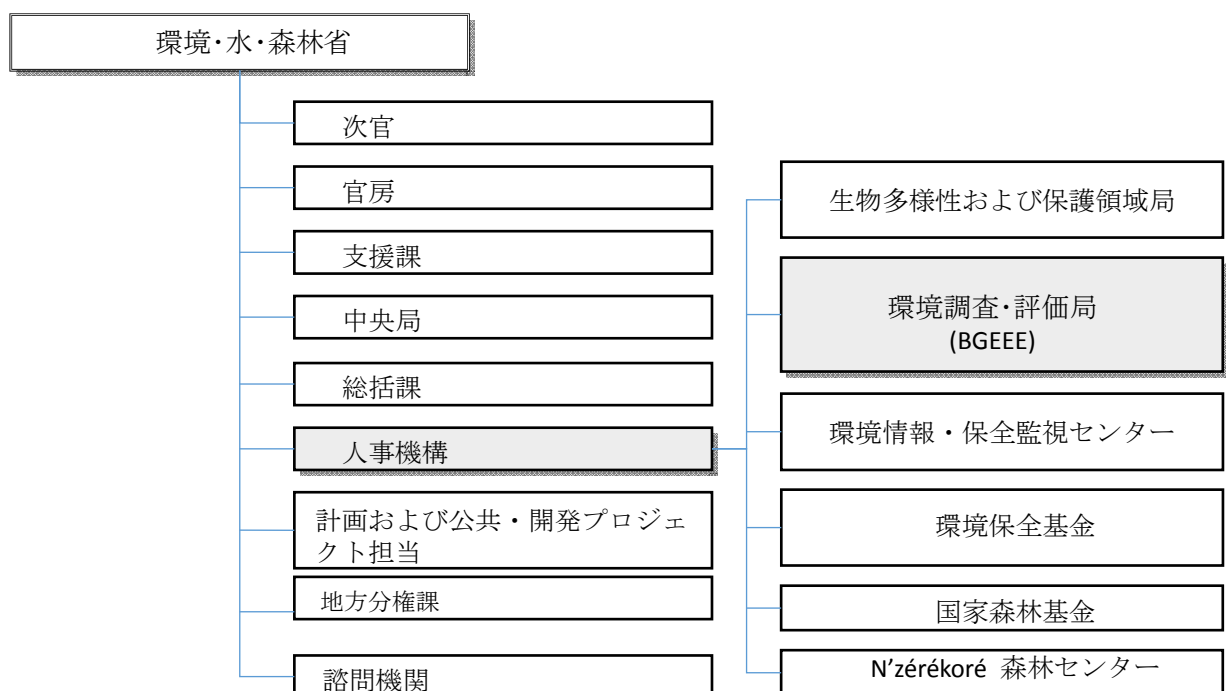 環境･水･森林省
次官
官房
支援課
中央局
総括課
人事機構
計画および公共・開発プロジェ
クト担当
地方分権課
諮問機関
生物多様性および保護領域局
環境調査･評価局
(BGEEE)
環境情報・保全監視センター
環境保全基金
国家森林基金
N’zérékoré 森林センター